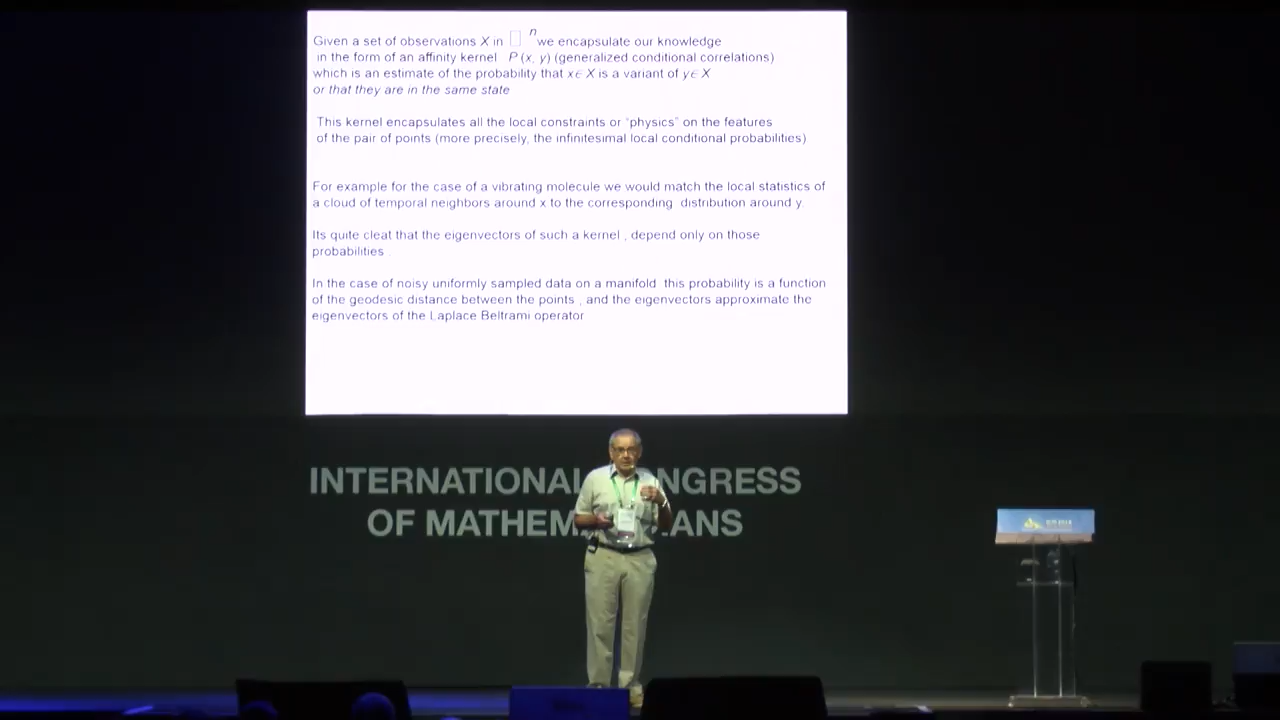 Given a set of observations X in □ n we encapsulate our knowledge
in the form of an affinity kernel P (x, y) (generalized conditional correlations)
which is an estimate of the probability that x∈ X is a variant of y∈ X
or that they are in the same state
This kernel encapsulates all the local constraints or "physics" on the features
of the pair of points (more precisely, the infinitesimal local conditional probabilities)
For example for the case of a vibrating molecule we would match the local statistics of
a cloud of temporal neighbors around x to the corresponding distribution around y.
Its quite cleat that the eigenvectors of such a kernel , depend only on those
probabilities .
In the case of noisy uniformly sampled data on a manifold this probability is a function
of the geodesic distance between the points , and the eigenvectors approximate the
eigenvectors of the Laplace Beltrami operator
INTERNATIONAL NGRESS
OF MATHEM ANS